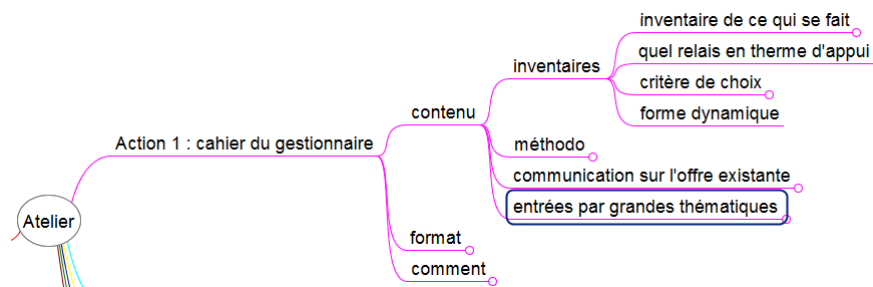 Atelier
Action 1 : cahier du gestionnaire
contenu
inventaires
inventaire de ce qui se fait
quel relais en therme d'appui
critère de choix
forme dynamique
méthodo
communication sur l'offre existante
entrées par grandes thématiques
format
comment